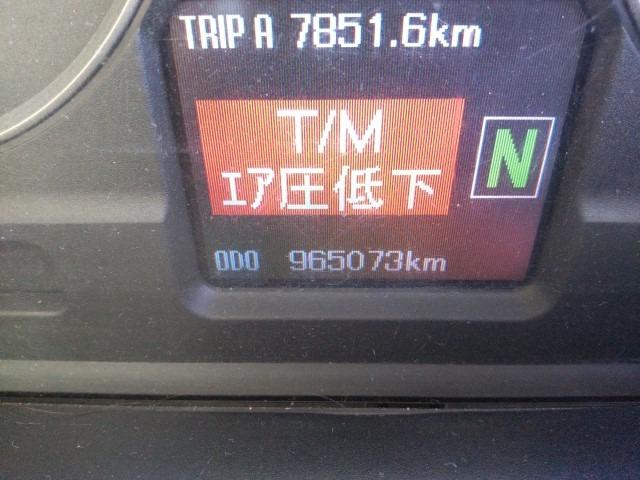 TRIP A 7851.6km
T/M
N
ｴｱ圧低下
ODO 965073km